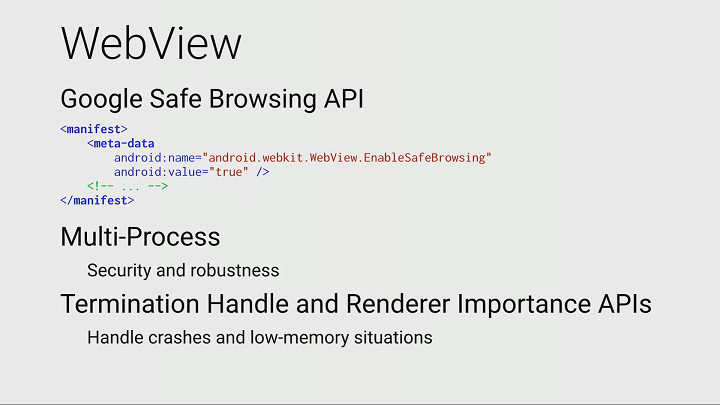 WebView
Google Safe Browsing API
<manifest>
    <meta-data
        android:name="android.webkit.WebView.EnableSafeBrowsing"
        android:value="true" />
    <!-- ... -->
</manifest>
Multi-Process
Security and robustness
Termination Handle and Renderer Importance APIs
Handle crashes and low-memory situations